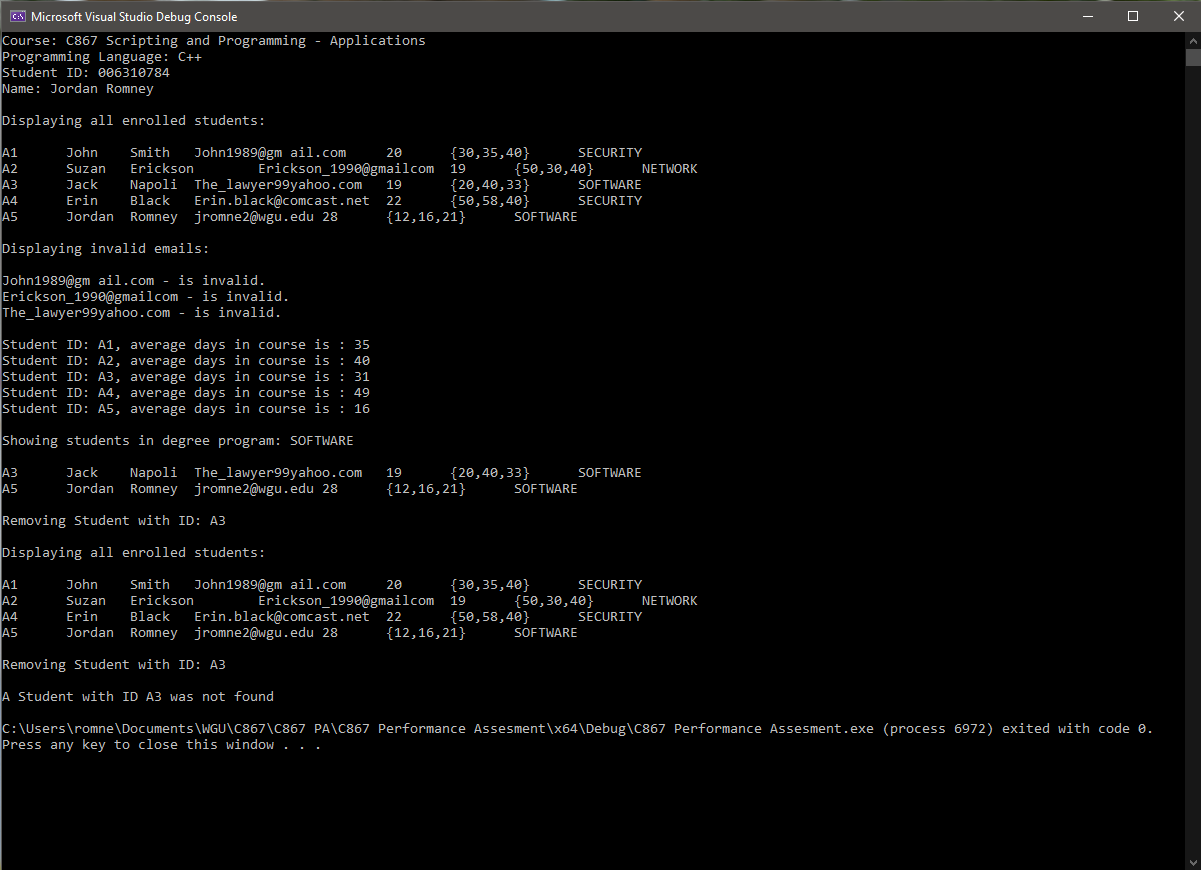 Microsoft Visual Studio Debug Console
Course: C867 Scripting and Programming - Applications
Programming Language: C++
Student ID: 006310784
Name: Jordan Romney
Displaying all enrolled students:
A1 John Smith John1989@gm ail.com 20 {30,35,40} SECURITY
A2 Suzan Erickson Erickson_1990@gmailcom 19 {50,30,40} NETWORK
A3 Jack Napoli The_lawyer99yahoo.com 19 {20,40,33} SOFTWARE
A4 Erin Black Erin.black@comcast.net 22 {50,58,40} SECURITY
A5 Jordan Romney jromne2@wgu.edu 28 {12,16,21} SOFTWARE
Displaying invalid emails:
John1989@gm ail.com - is invalid.
Erickson_1990@gmailcom - is invalid.
The_lawyer99yahoo.com - is invalid.
Student ID: A1, average days in course is : 35
Student ID: A2, average days in course is : 40
Student ID: A3, average days in course is : 31
Student ID: A4, average days in course is : 49
Student ID: A5, average days in course is : 16
Showing students in degree program: SOFTWARE
A3 Jack Napoli The_lawyer99yahoo.com 19 {20,40,33} SOFTWARE
A5 Jordan Romney jromne2@wgu.edu 28 {12,16,21} SOFTWARE
Removing Student with ID: A3
Displaying all enrolled students:
A1 John Smith John1989@gm ail.com 20 {30,35,40} SECURITY
A2 Suzan Erickson Erickson_1990@gmailcom 19 {50,30,40} NETWORK
A4 Erin Black Erin.black@comcast.net 22 {50,58,40} SECURITY
A5 Jordan Romney jromne2@wgu.edu 28 {12,16,21} SOFTWARE
Removing Student with ID: A3
A Student with ID A3 was not found
C:\Users\romne\Documents\WGU\C867\C867 PA\C867 Performance Assesment\x64\Debug\C867 Performance Assesment.exe (process 6972) exited with code 0.
Press any key to close this window . . .